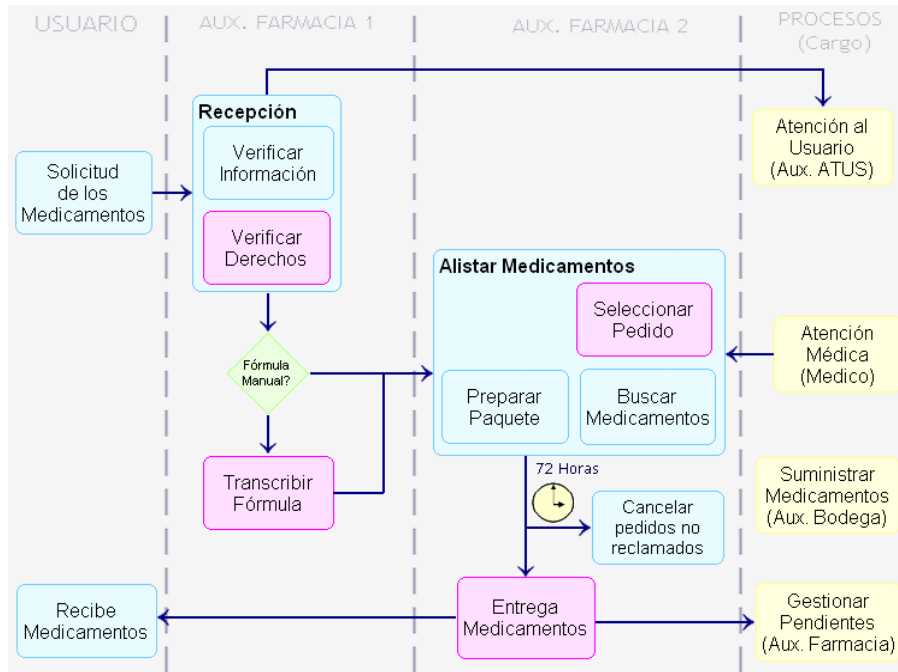 USUARIO
AUX. FARMACIA 1
AUX. FARMACIA 2
PROCESOS
(Cargo)
Recepción
Verificar
Información
Verificar
Derechos
Solicitud
de los
Medicamentos
Atención al
Usuario
(Aux. ATUS)
Alistar Medicamentos
Seleccionar
Pedido
Preparar
Paquete
Buscar
Medicamentos
Atención
Médica
(Medico)
Fórmula
Manual?
Transcribir
Fórmula
72 Horas
Cancelar
pedidos no
reclamados
Suministrar
Medicamentos
(Aux. Bodega)
Recibe
Medicamentos
Entrega
Medicamentos
Gestionar
Pendientes
(Aux. Farmacia)